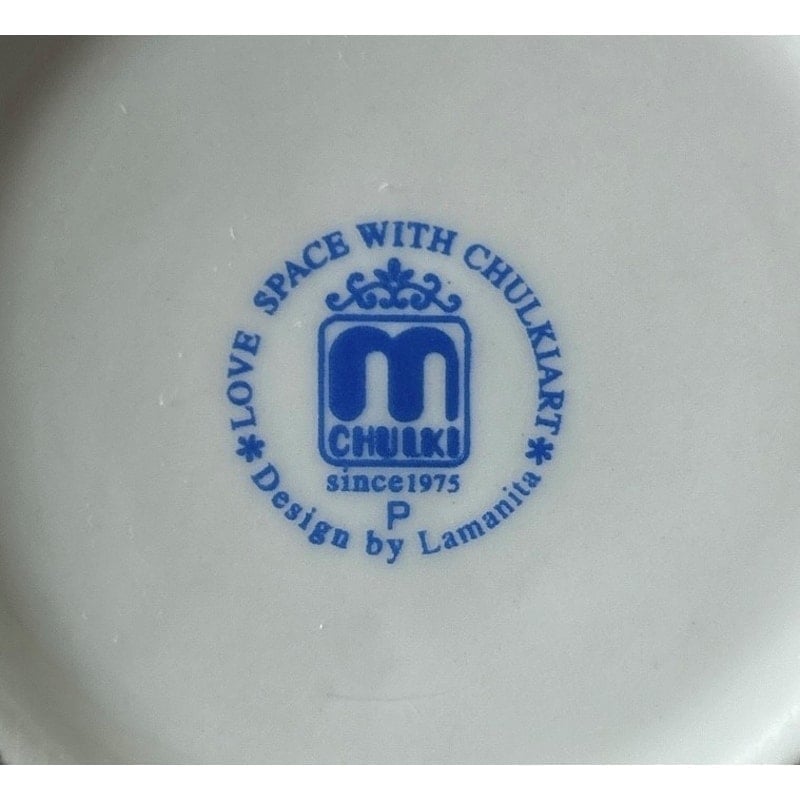 LOVE SPACE WITH CHULKIART
m
CHULKI
since1975
P
* Design by Lamanita *